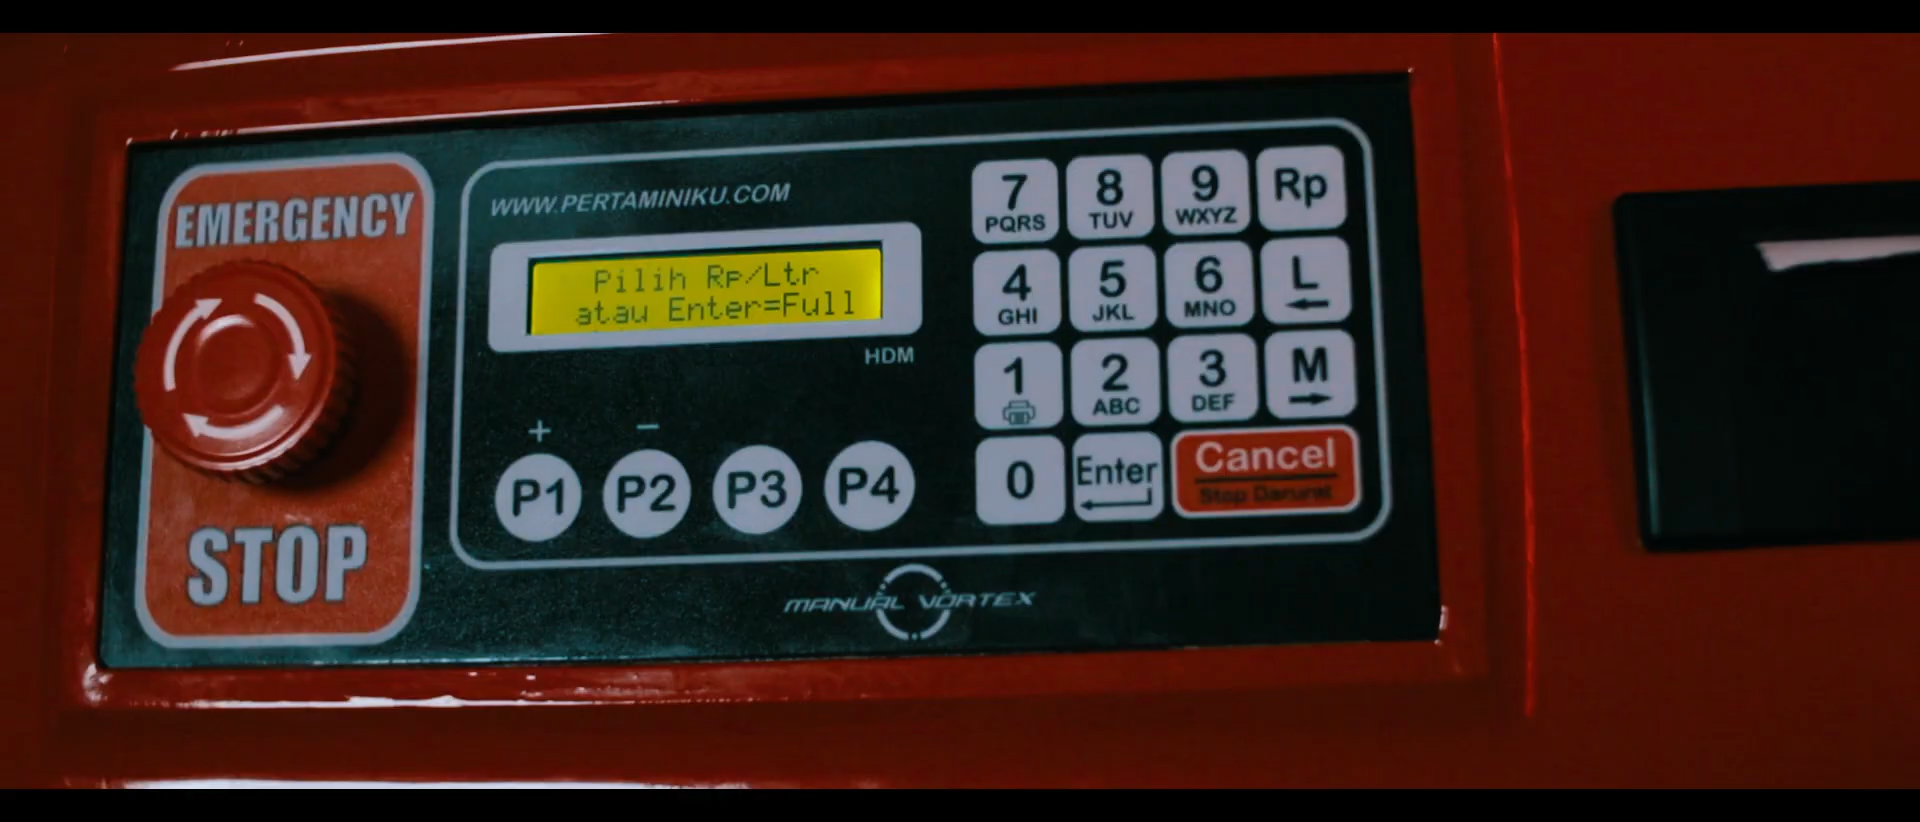 EMERGENCY
STOP
WWW.PERTAMINIKU.COM
Pilih Rp/Ltr
atau Enter=Full
HDM
+ −
P1 P2 P3 P4
7 8 9 Rp
PQRS TUV WXYZ
4 5 6 L
GHI JKL MNO
1 2 3 M
ABC DEF
0 Enter Cancel
Stop Darurat
MANUAL VORTEX